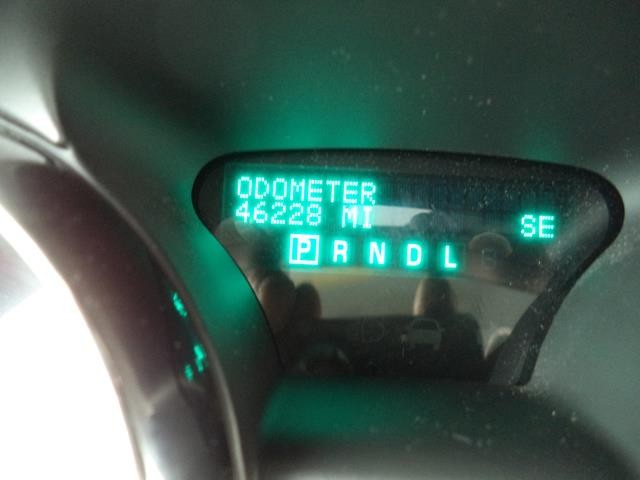 ODOMETER
46228 MI
SE
P R N D L